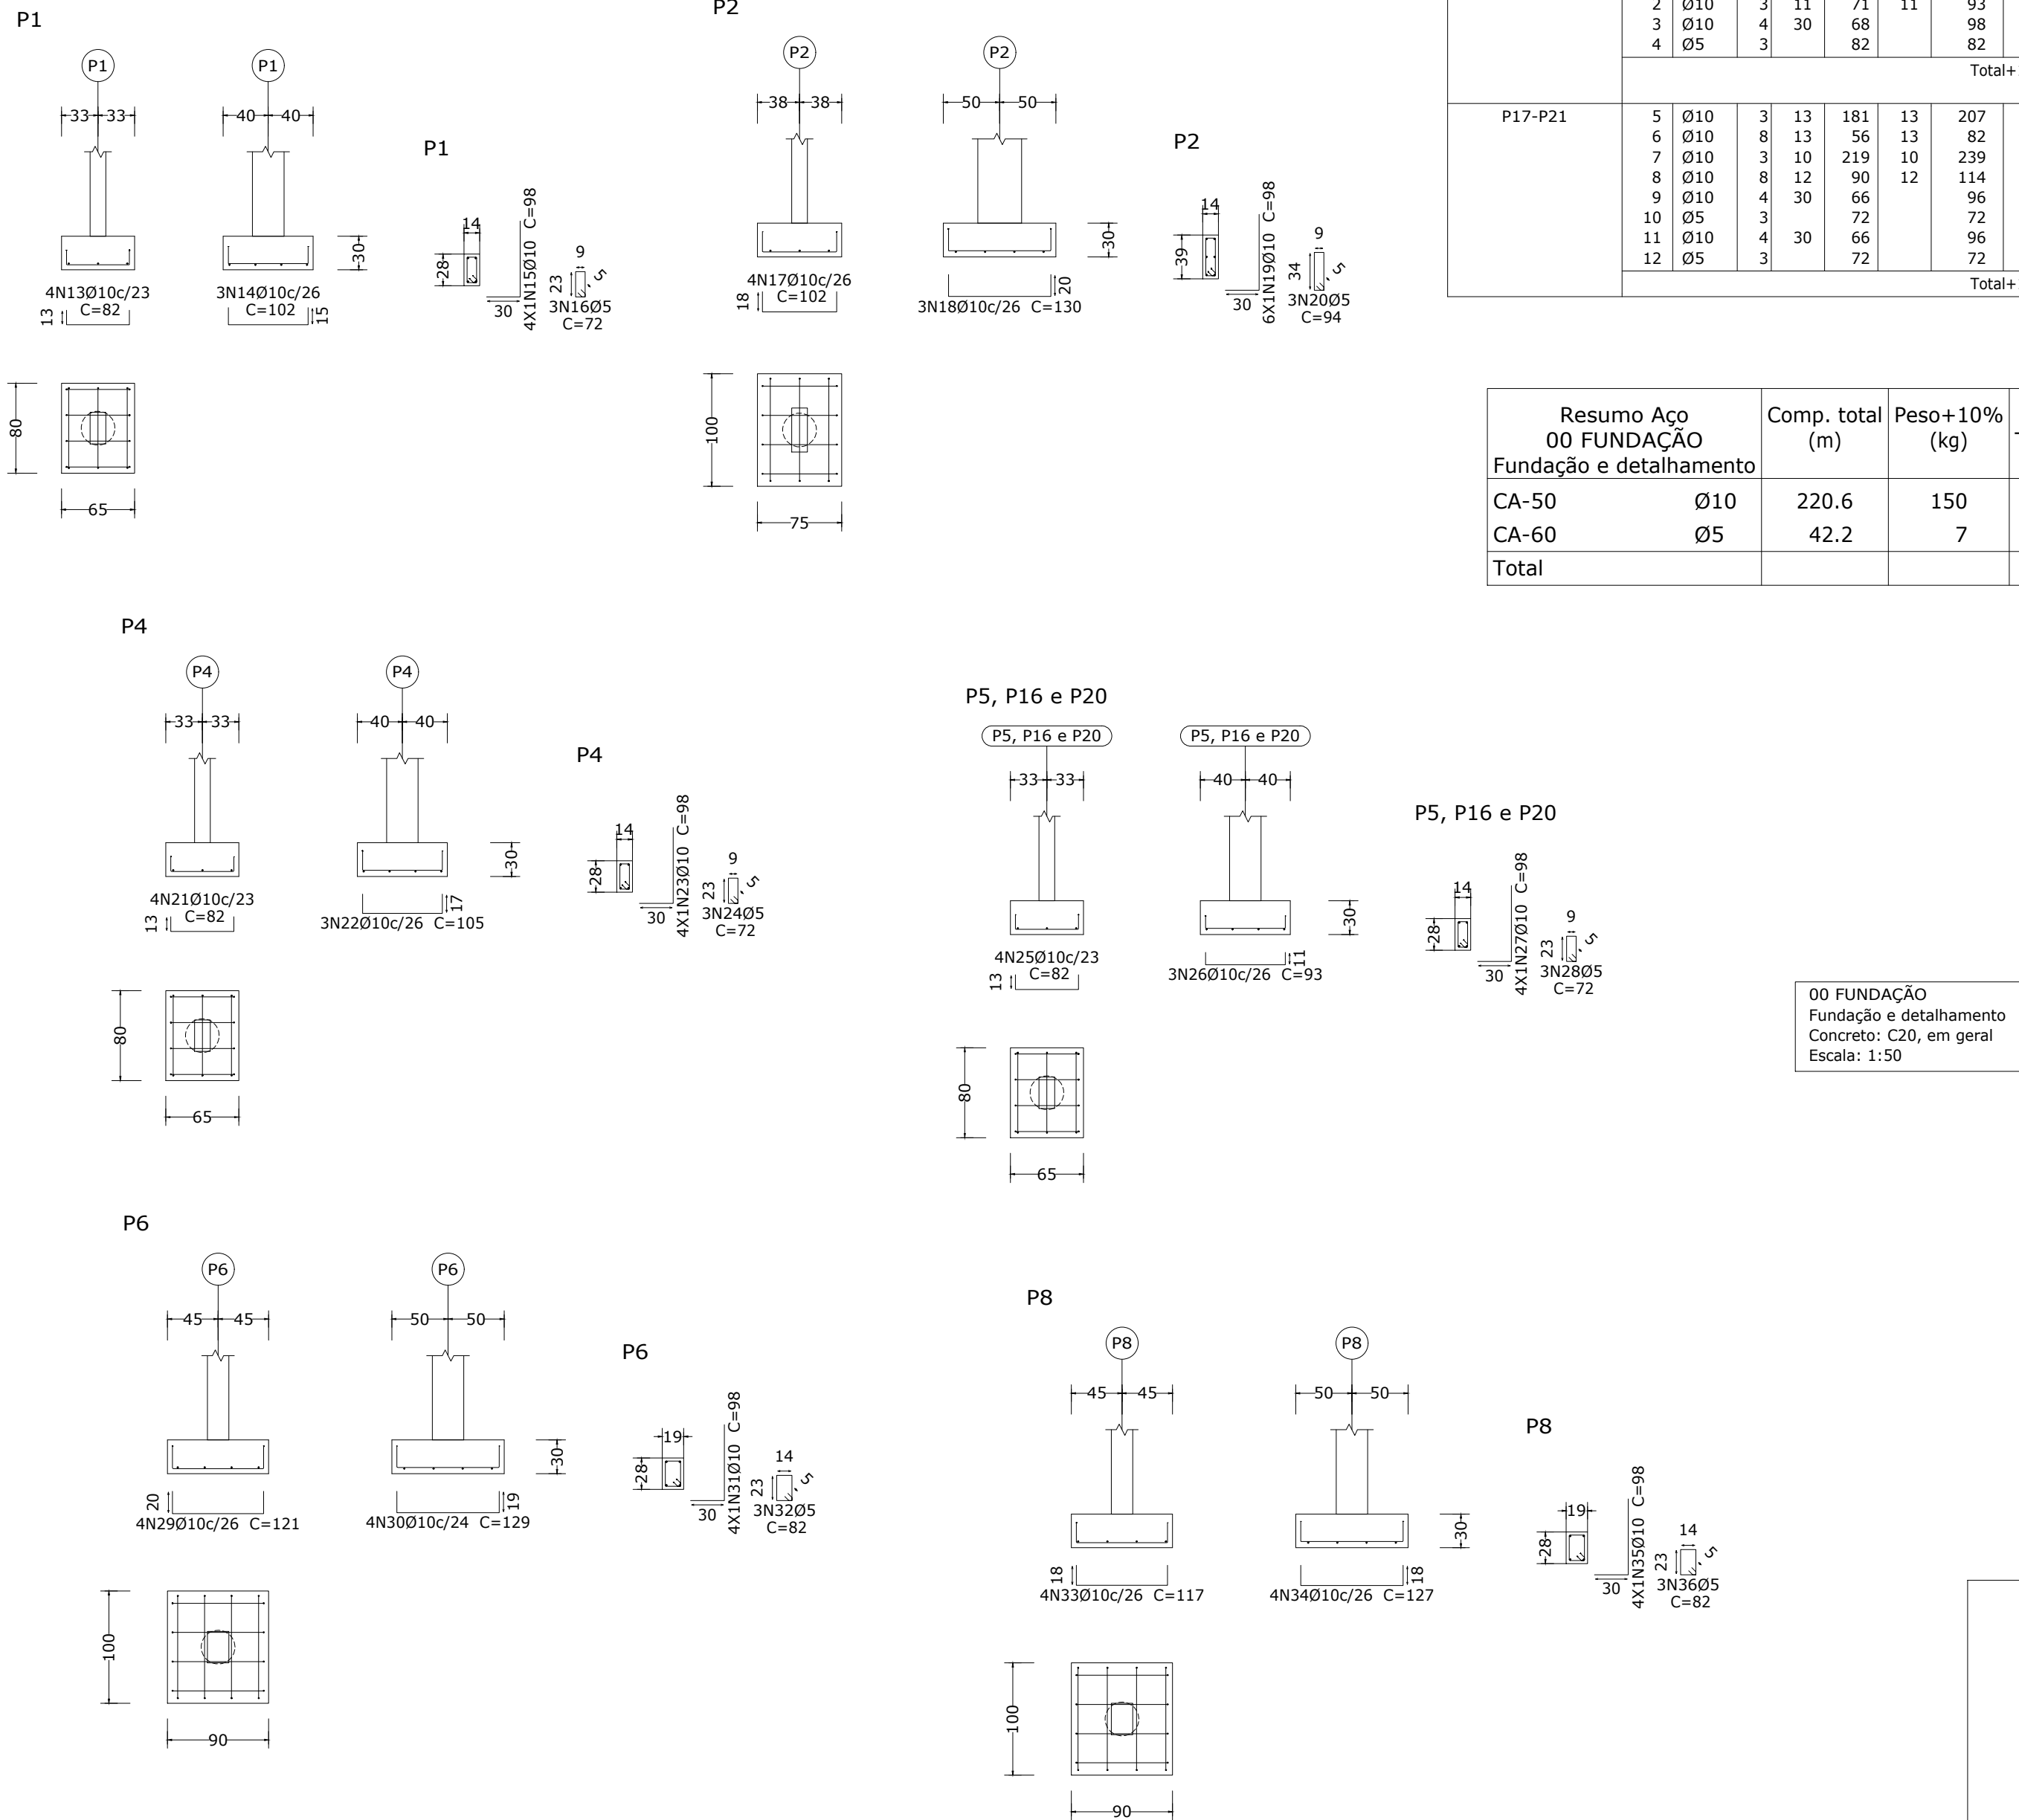 P1
P1
P1
33 33
40 40
30
4N13Ø10c/23
C=82
13
3N14Ø10c/26
C=102
15
P1
14
28
30
4X1N15Ø10 C=98
9
23
5
3N16Ø5
C=72
80
65
P2
P2
P2
38 38
50 50
30
4N17Ø10c/26
C=102
18
20
3N18Ø10c/26 C=130
P2
14
39
30
6X1N19Ø10 C=98
9
34
5
3N20Ø5
C=94
100
75
2 Ø10 3 11 71 11 93
3 Ø10 4 30 68 98
4 Ø5 3 82 82
Total+
P17-P21 5 Ø10 3 13 181 13 207
6 Ø10 8 13 56 13 82
7 Ø10 3 10 219 10 239
8 Ø10 8 12 90 12 114
9 Ø10 4 30 66 96
10 Ø5 3 72 72
11 Ø10 4 30 66 96
12 Ø5 3 72 72
Total+
Resumo Aço
00 FUNDAÇÃO
Fundação e detalhamento
Comp. total
(m)
Peso+10%
(kg)
CA-50 Ø10 220.6 150
CA-60 Ø5 42.2 7
Total
P4
P4
P4
33 33
40 40
30
4N21Ø10c/23
C=82
13
17
3N22Ø10c/26 C=105
P4
14
28
30
4X1N23Ø10 C=98
9
23
5
3N24Ø5
C=72
80
65
P5, P16 e P20
P5, P16 e P20
P5, P16 e P20
33 33
40 40
30
4N25Ø10c/23
C=82
13
11
3N26Ø10c/26 C=93
P5, P16 e P20
14
28
30
4X1N27Ø10 C=98
9
23
5
3N28Ø5
C=72
80
65
00 FUNDAÇÃO
Fundação e detalhamento
Concreto: C20, em geral
Escala: 1:50
P6
P6
P6
45 45
50 50
30
20
4N29Ø10c/26 C=121
19
4N30Ø10c/24 C=129
P6
19
28
30
4X1N31Ø10 C=98
14
23
5
3N32Ø5
C=82
100
90
P8
P8
P8
45 45
50 50
30
18
4N33Ø10c/26 C=117
18
4N34Ø10c/26 C=127
P8
19
28
30
4X1N35Ø10 C=98
14
23
5
3N36Ø5
C=82
100
90